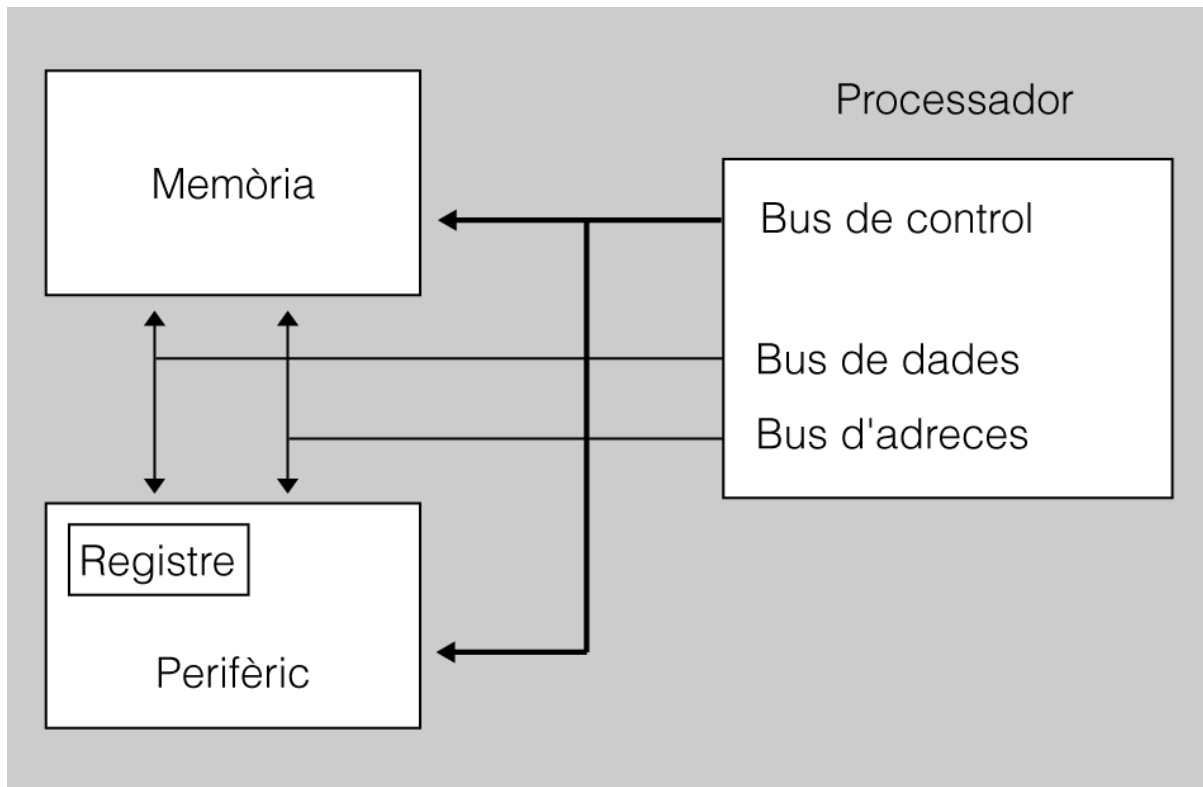 Memòria
Processador
Bus de control
Bus de dades
Bus d'adreces
Registre
Perifèric